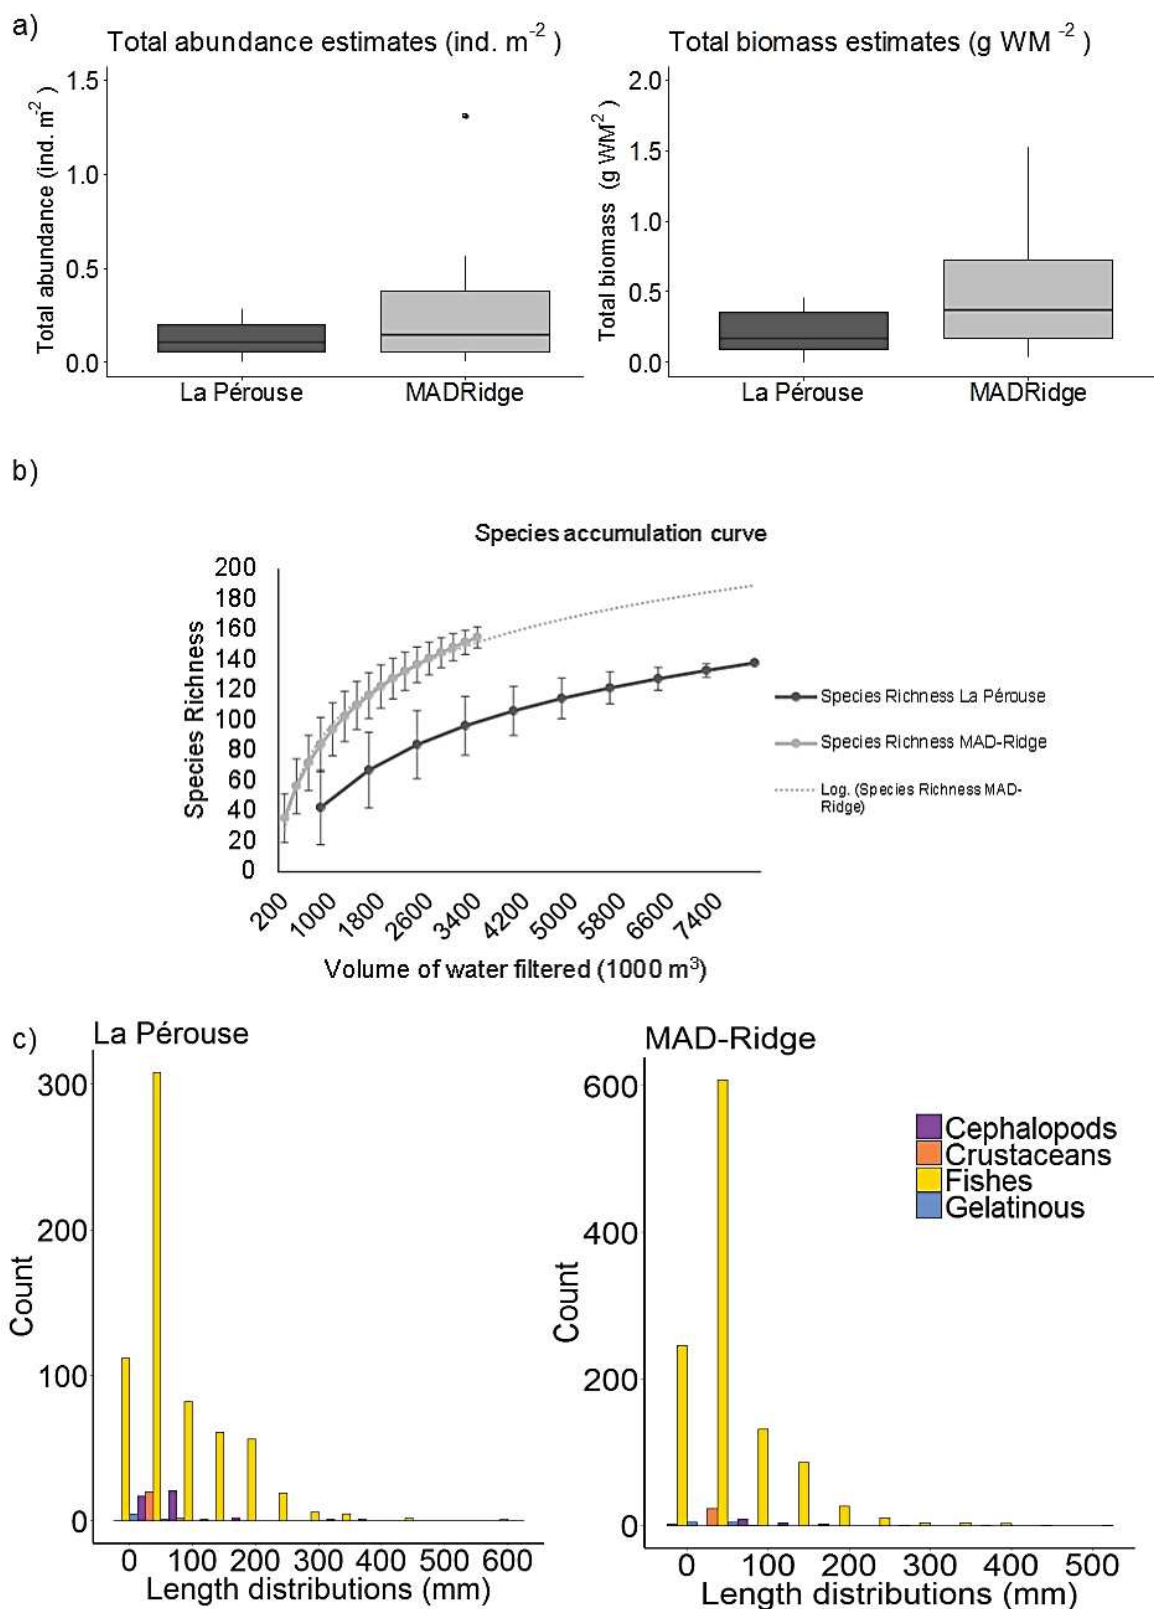 a)
Total abundance estimates (ind. m-2 )
Total biomass estimates (g WM -2 )
Total abundance (ind. m-2 )
1.5
1.0
0.5
0.0
La Pérouse
MADRidge
Total biomass (g WM2 )
2.0
1.5
1.0
0.5
0.0
La Pérouse
MADRidge
b)
Species accumulation curve
Species Richness
200
180
160
140
120
100
80
60
40
20
0
200
1000
1800
2600
3400
4200
5000
5800
6600
7400
Volume of water filtered (1000 m3)
Species Richness La Pérouse
Species Richness MAD-Ridge
Log. (Species Richness MAD-
Ridge)
c)
La Pérouse
Count
300
200
100
0
0 100 200 300 400 500 600
Length distributions (mm)
MAD-Ridge
Count
600
400
200
0
0 100 200 300 400 500
Length distributions (mm)
Cephalopods
Crustaceans
Fishes
Gelatinous